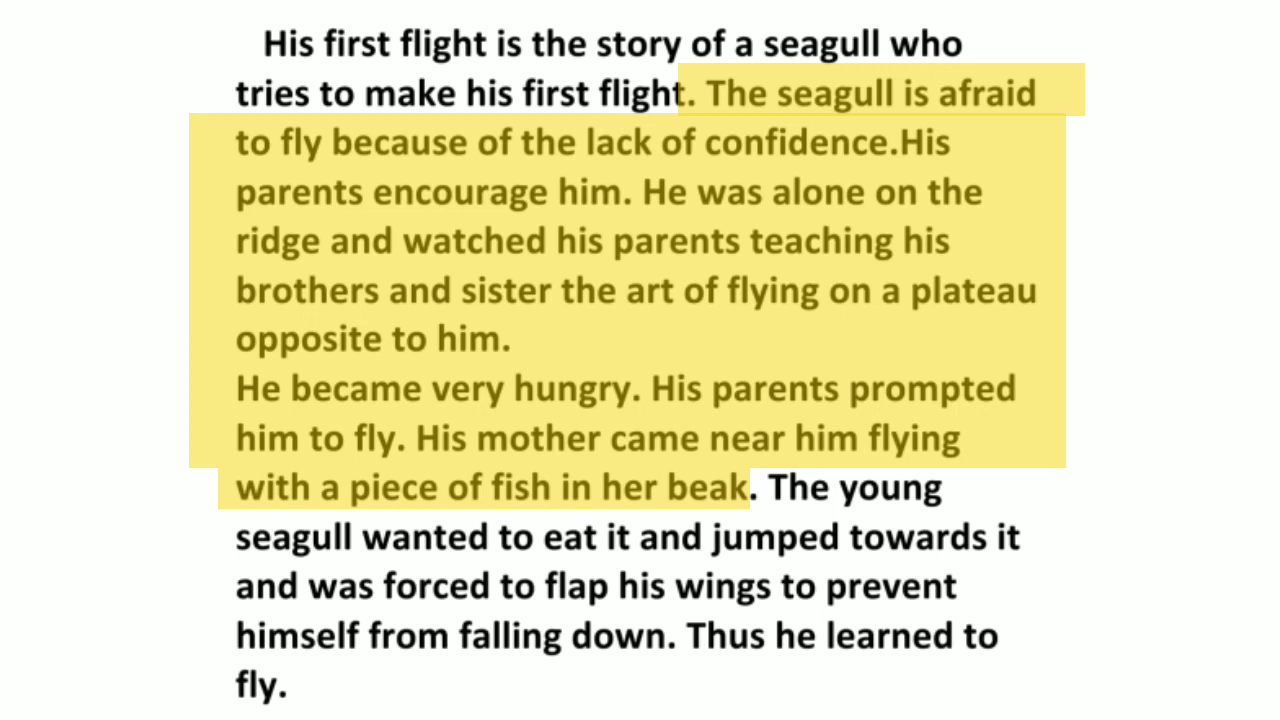 His first flight is the story of a seagull who
tries to make his first flight. The seagull is afraid
to fly because of the lack of confidence.His
parents encourage him. He was alone on the
ridge and watched his parents teaching his
brothers and sister the art of flying on a plateau
opposite to him.
He became very hungry. His parents prompted
him to fly. His mother came near him flying
with a piece of fish in her beak. The young
seagull wanted to eat it and jumped towards it
and was forced to flap his wings to prevent
himself from falling down. Thus he learned to
fly.